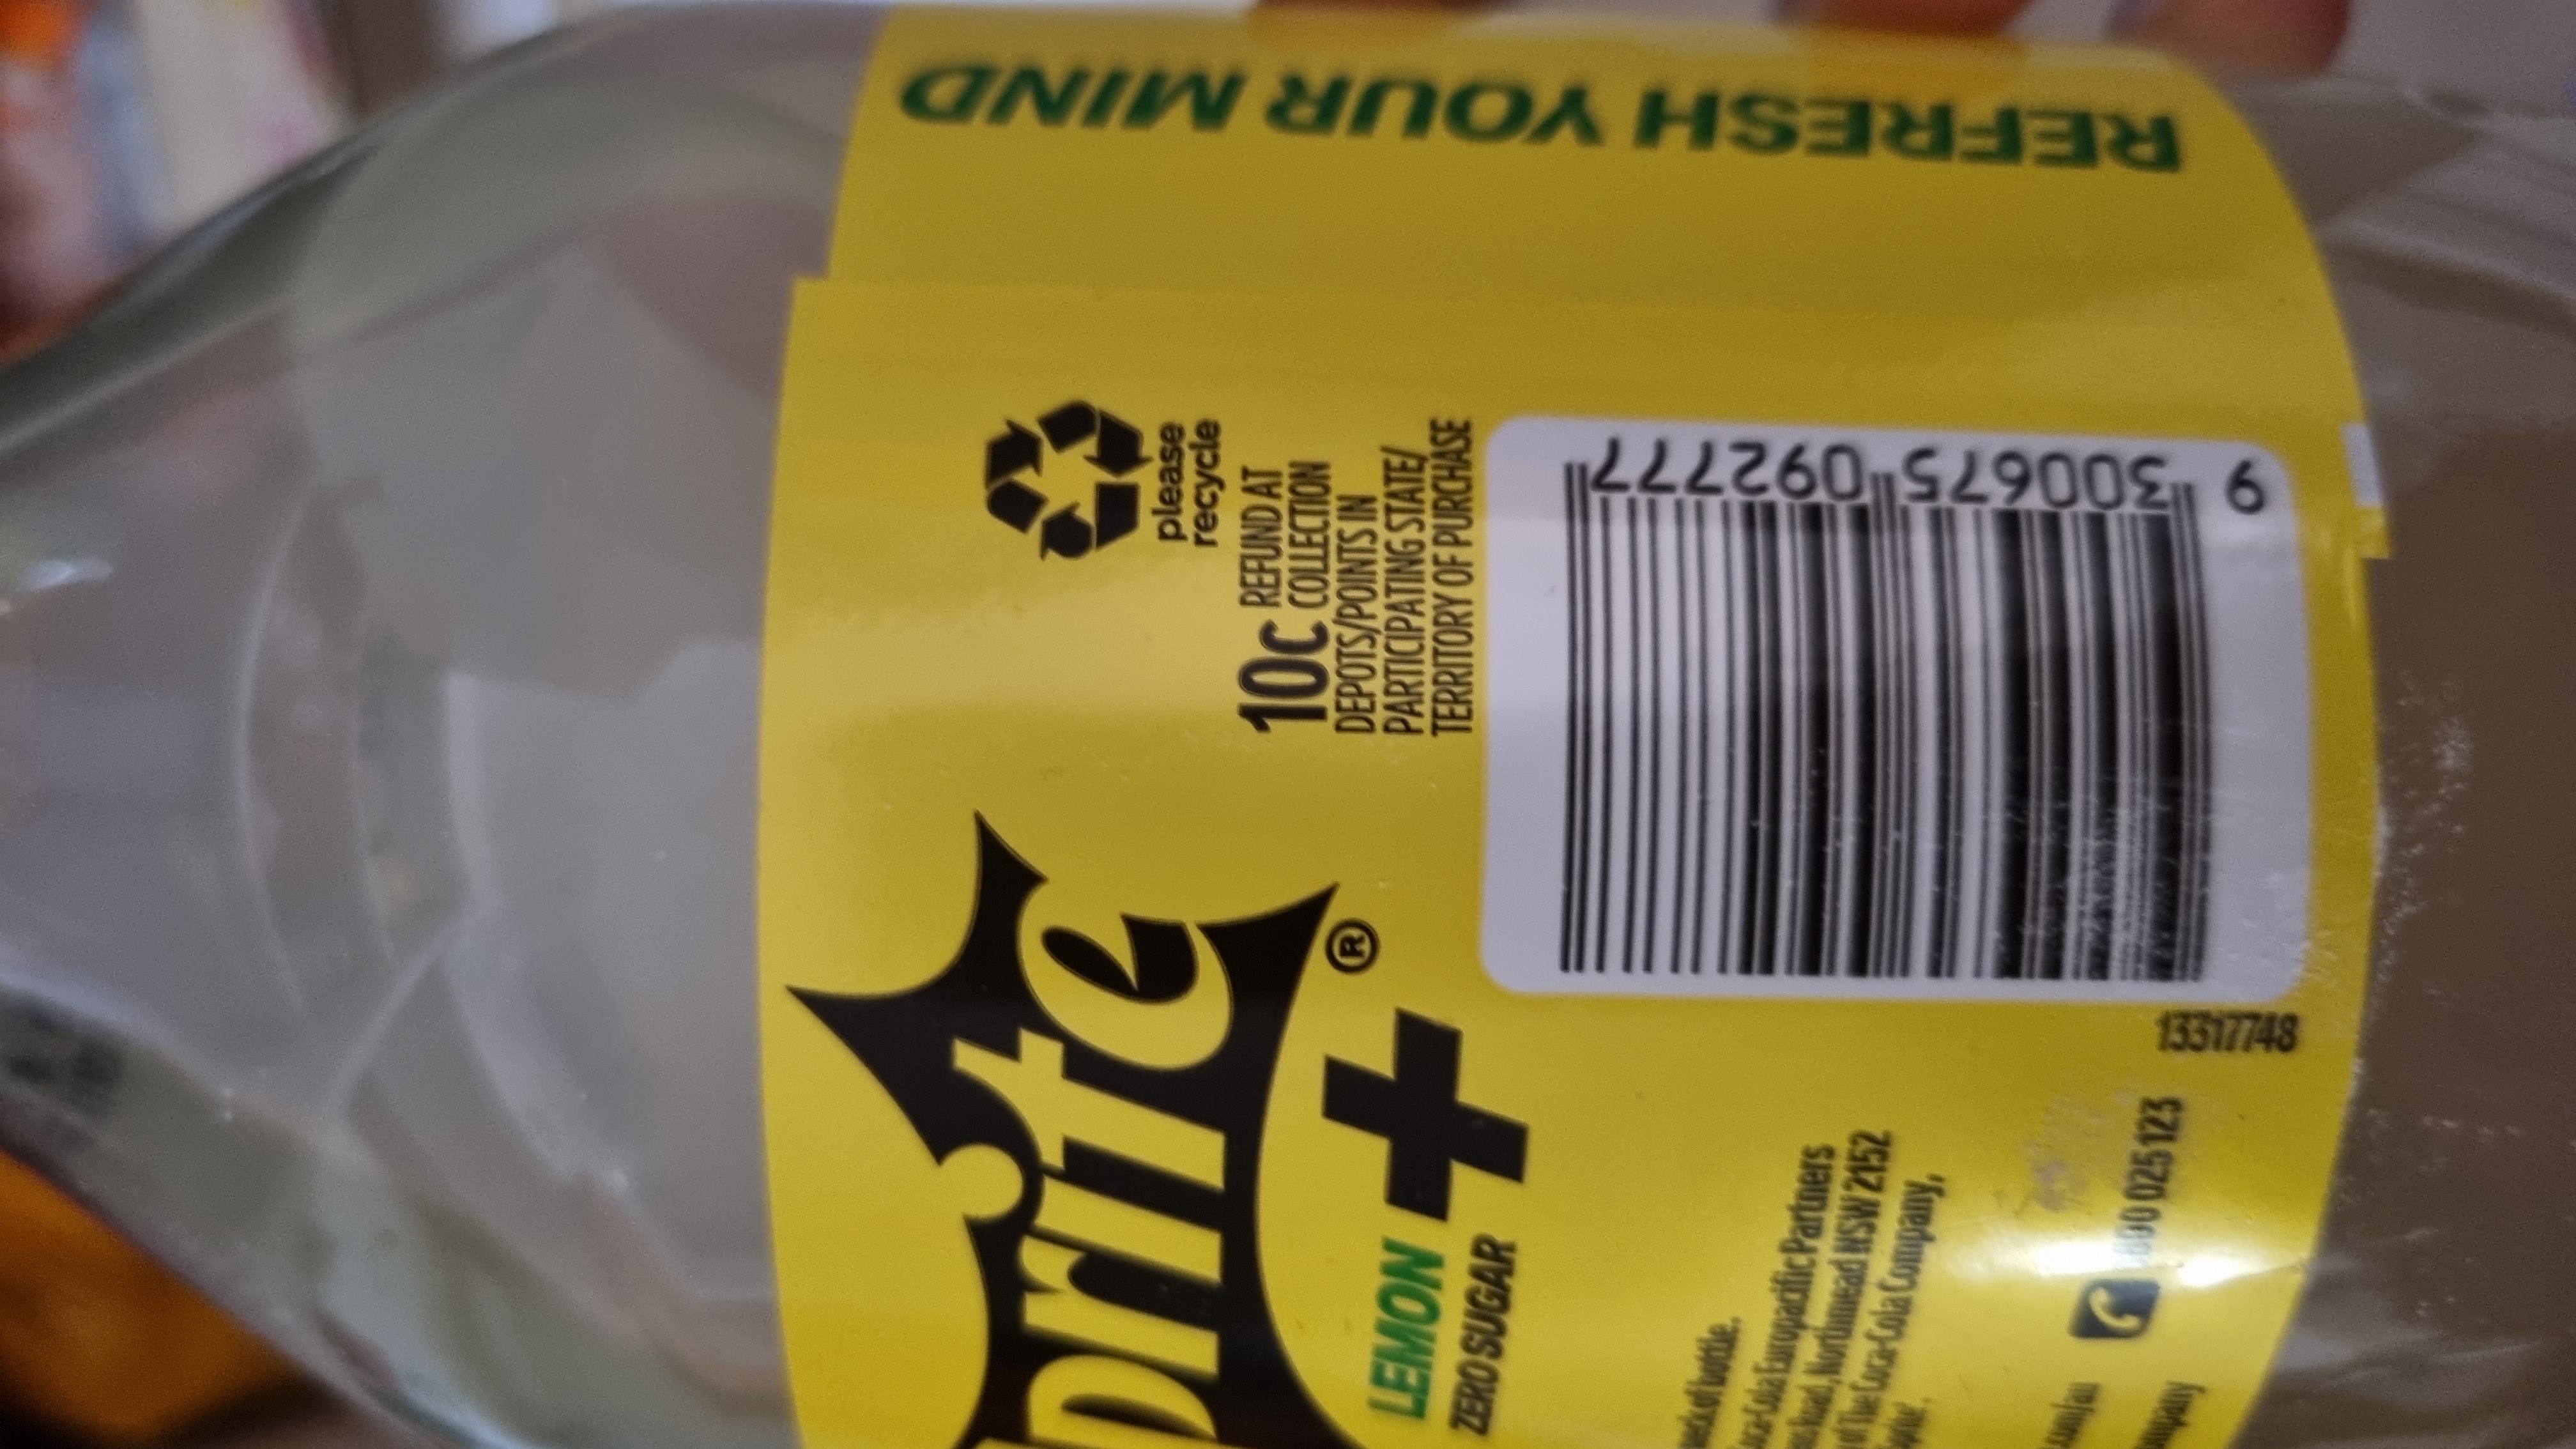 prite
®
LEMON +
ZERO SUGAR
please
recycle
10c REFUND AT
COLLECTION
DEPOTS/POINTS IN
PARTICIPATING STATE/
TERRITORY OF PURCHASE
REFRESH YOUR MIND
neck of bottle.
Coca-Cola Europacific Partners
Road, Northmead NSW 2152
of The Coca-Cola Company,
'Sprite'.
.com/au
ompany
800 025 123
13517748
9 300675 092777